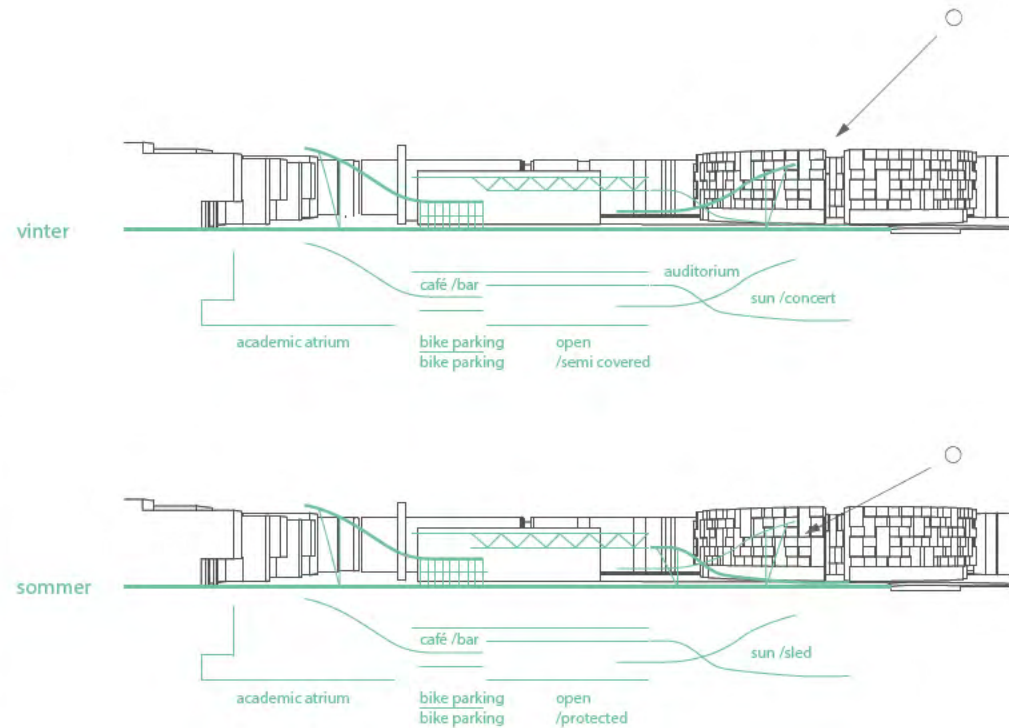 vinter
auditorium
café /bar
sun /concert
academic atrium
bike parking
open
bike parking
/semi covered
sommer
café /bar
sun /sled
academic atrium
bike parking
open
bike parking
/protected